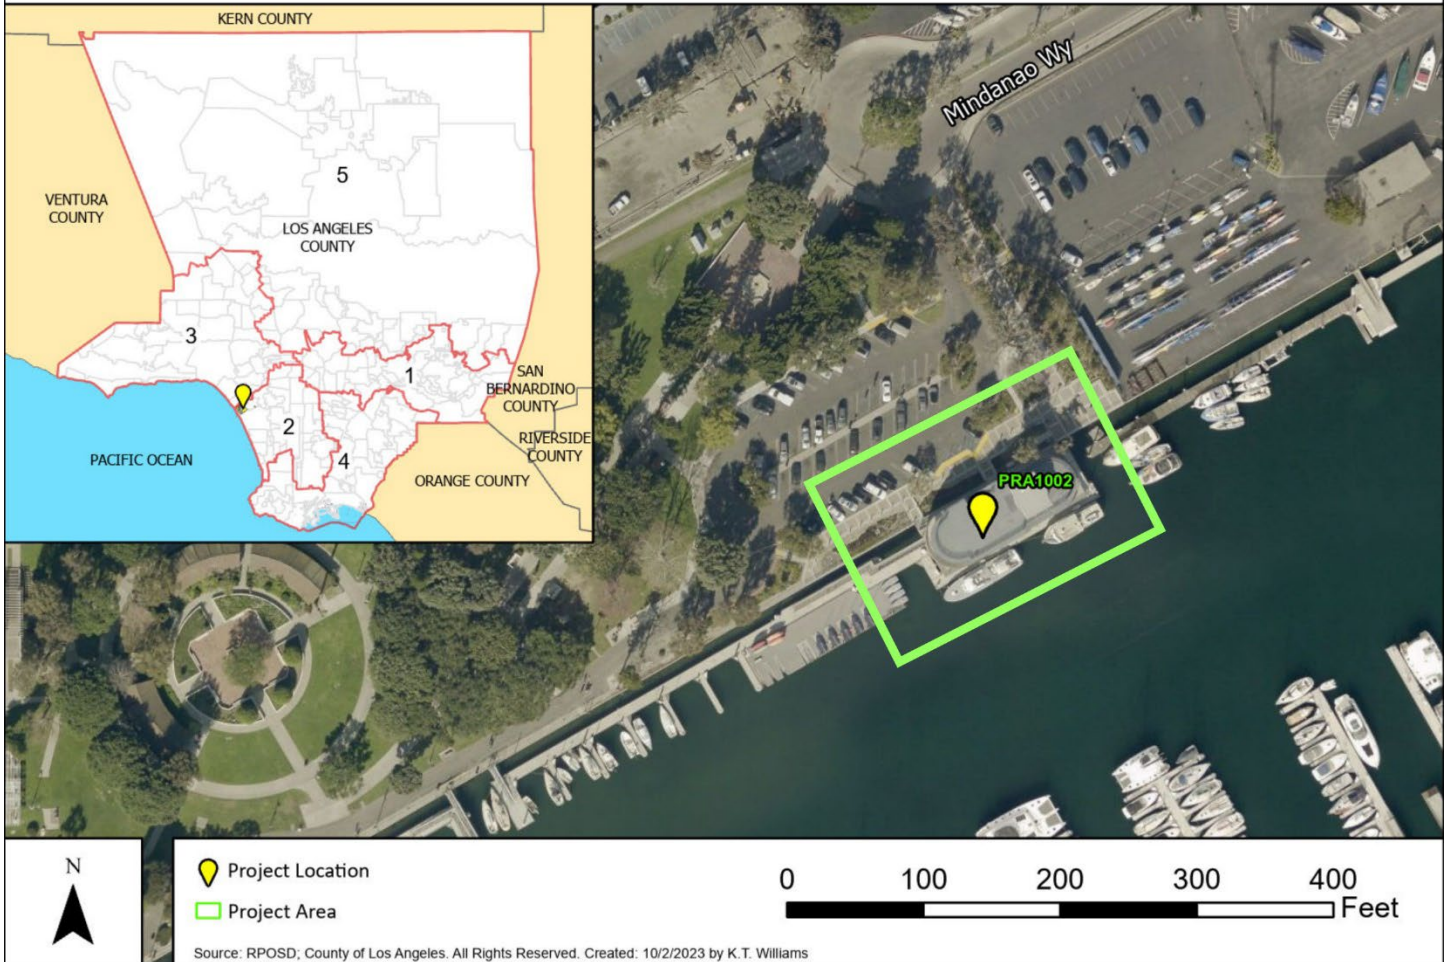 KERN COUNTY
VENTURA
COUNTY
5
LOS ANGELES
COUNTY
3
1
SAN
BERNARDINO
COUNTY
2
RIVERSIDE
COUNTY
4
PACIFIC OCEAN
ORANGE COUNTY
Mindanao Wy
PRA1002
N
Project Location
Project Area
0 100 200 300 400
Feet
Source: RPOSD; County of Los Angeles. All Rights Reserved. Created: 10/2/2023 by K.T. Williams